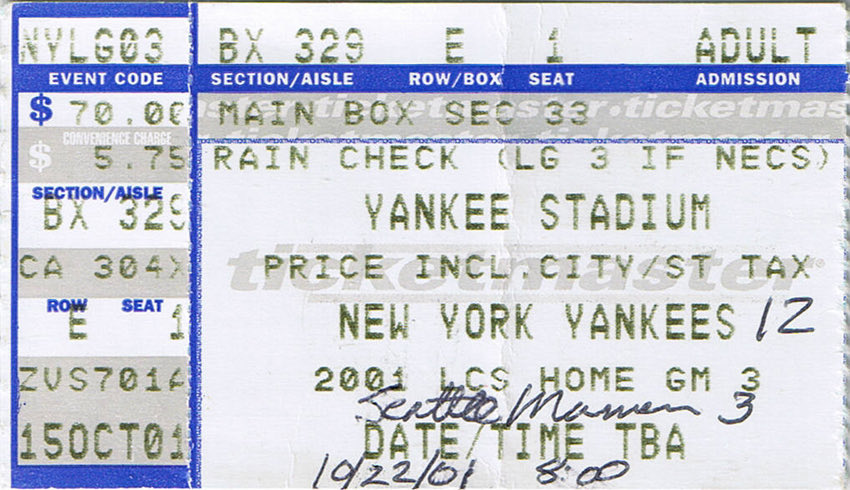 NYLG03 BX 329 E 1 ADULT
EVENT CODE SECTION/AISLE ROW/BOX SEAT ADMISSION
$ 70.00 MAIN BOX SEC 33
CONVENIENCE CHARGE
$ 5.75 RAIN CHECK (LG 3 IF NECS)
SECTION/AISLE
BX 329 YANKEE STADIUM
ticketmaster
CA 304X PRICE INCL.CITY/ST TAX
ROW SEAT
E 1 NEW YORK YANKEES 12
ZVS701A 2001 LCS HOME GM 3
Seattle Mariners 3
15OCT01 DATE/TIME TBA
10/22/01 8:00